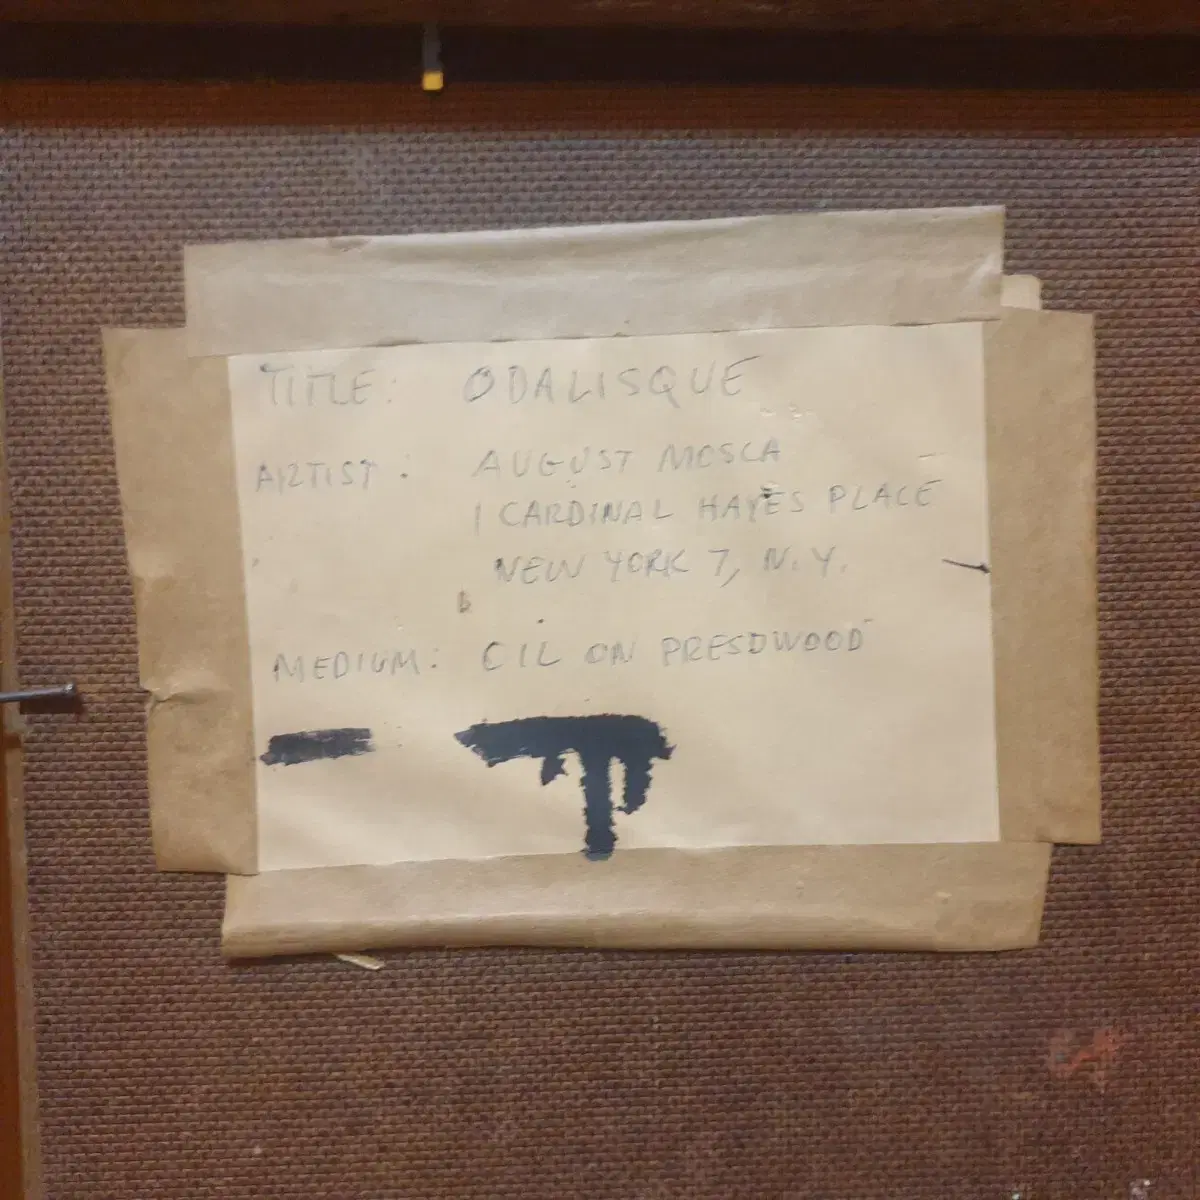 TITLE: ODALISQUE
ARTIST: AUGUST MOSCA
1 CARDINAL HAYES PLACE
NEW YORK 7, N.Y.
MEDIUM: OIL ON PRESDWOOD